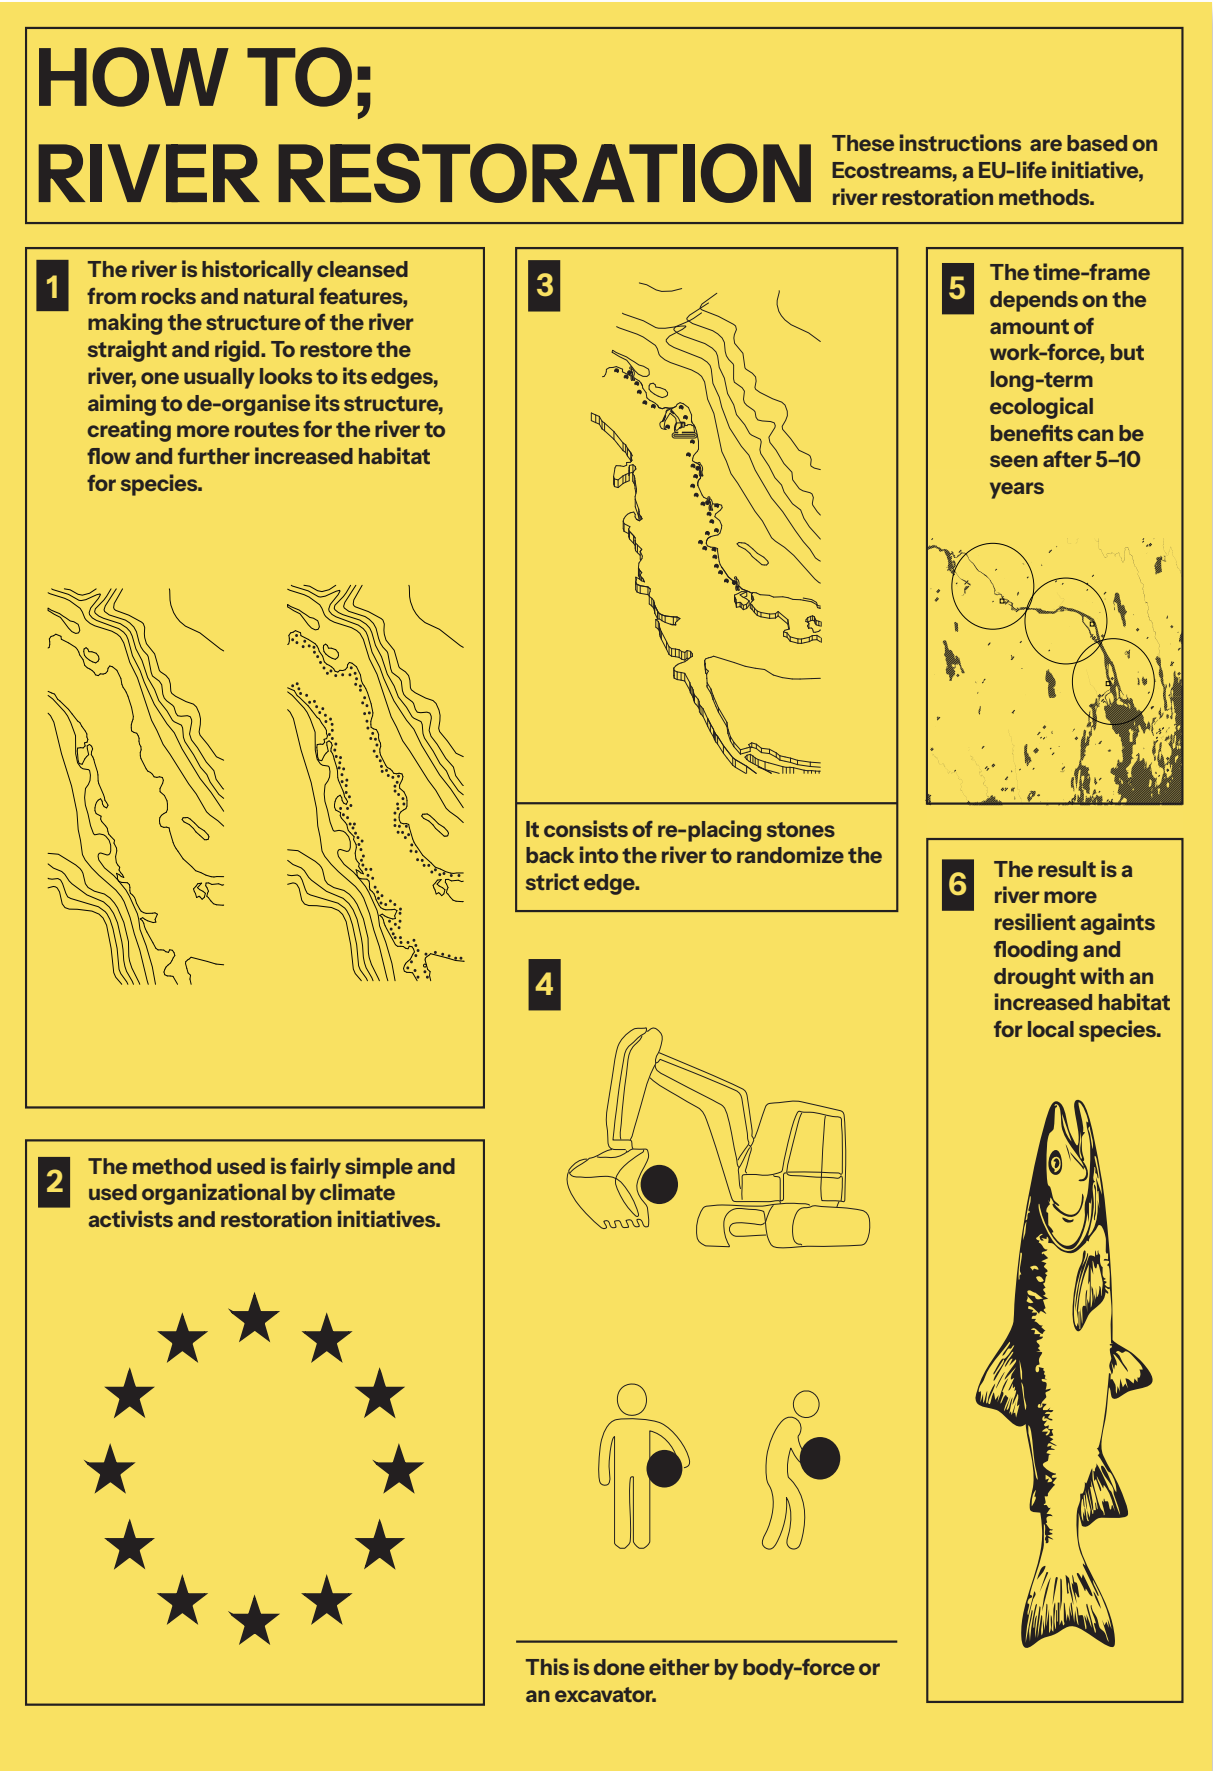 HOW TO;
RIVER RESTORATION
These instructions  are based on
Ecostreams, a EU-life initiative,
river restoration methods.
1
The river is historically cleansed
from rocks and natural features,
making the structure of the river
straight and rigid. To restore the
river, one usually looks to its edges,
aiming to de-organise its structure,
creating more routes for the river to
flow and further increased habitat
for species.
2
The method used is fairly simple and
used organizational by climate
activists and restoration initiatives.
3
It consists of re-placing stones
back into the river to randomize the
strict edge.
4
This is done either by body-force or
an excavator.
5
The time-frame
depends on the
amount of
work-force, but
long-term
ecological
benefits can be
seen after 5–10
years
6
The result is a
river more
resilient againts
flooding and
drought with an
increased habitat
for local species.